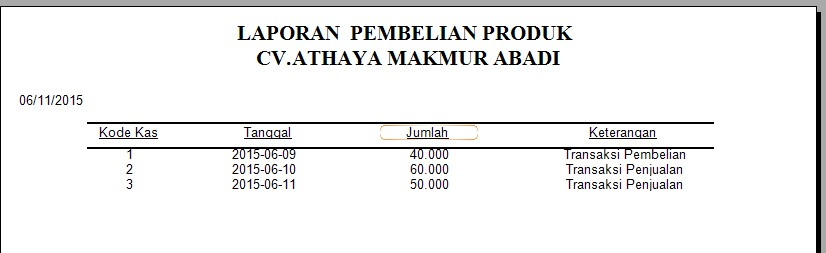 LAPORAN PEMBELIAN PRODUK
CV.ATHAYA MAKMUR ABADI
06/11/2015
Kode Kas Tanggal Jumlah Keterangan
1 2015-06-09 40.000 Transaksi Pembelian
2 2015-06-10 60.000 Transaksi Penjualan
3 2015-06-11 50.000 Transaksi Penjualan